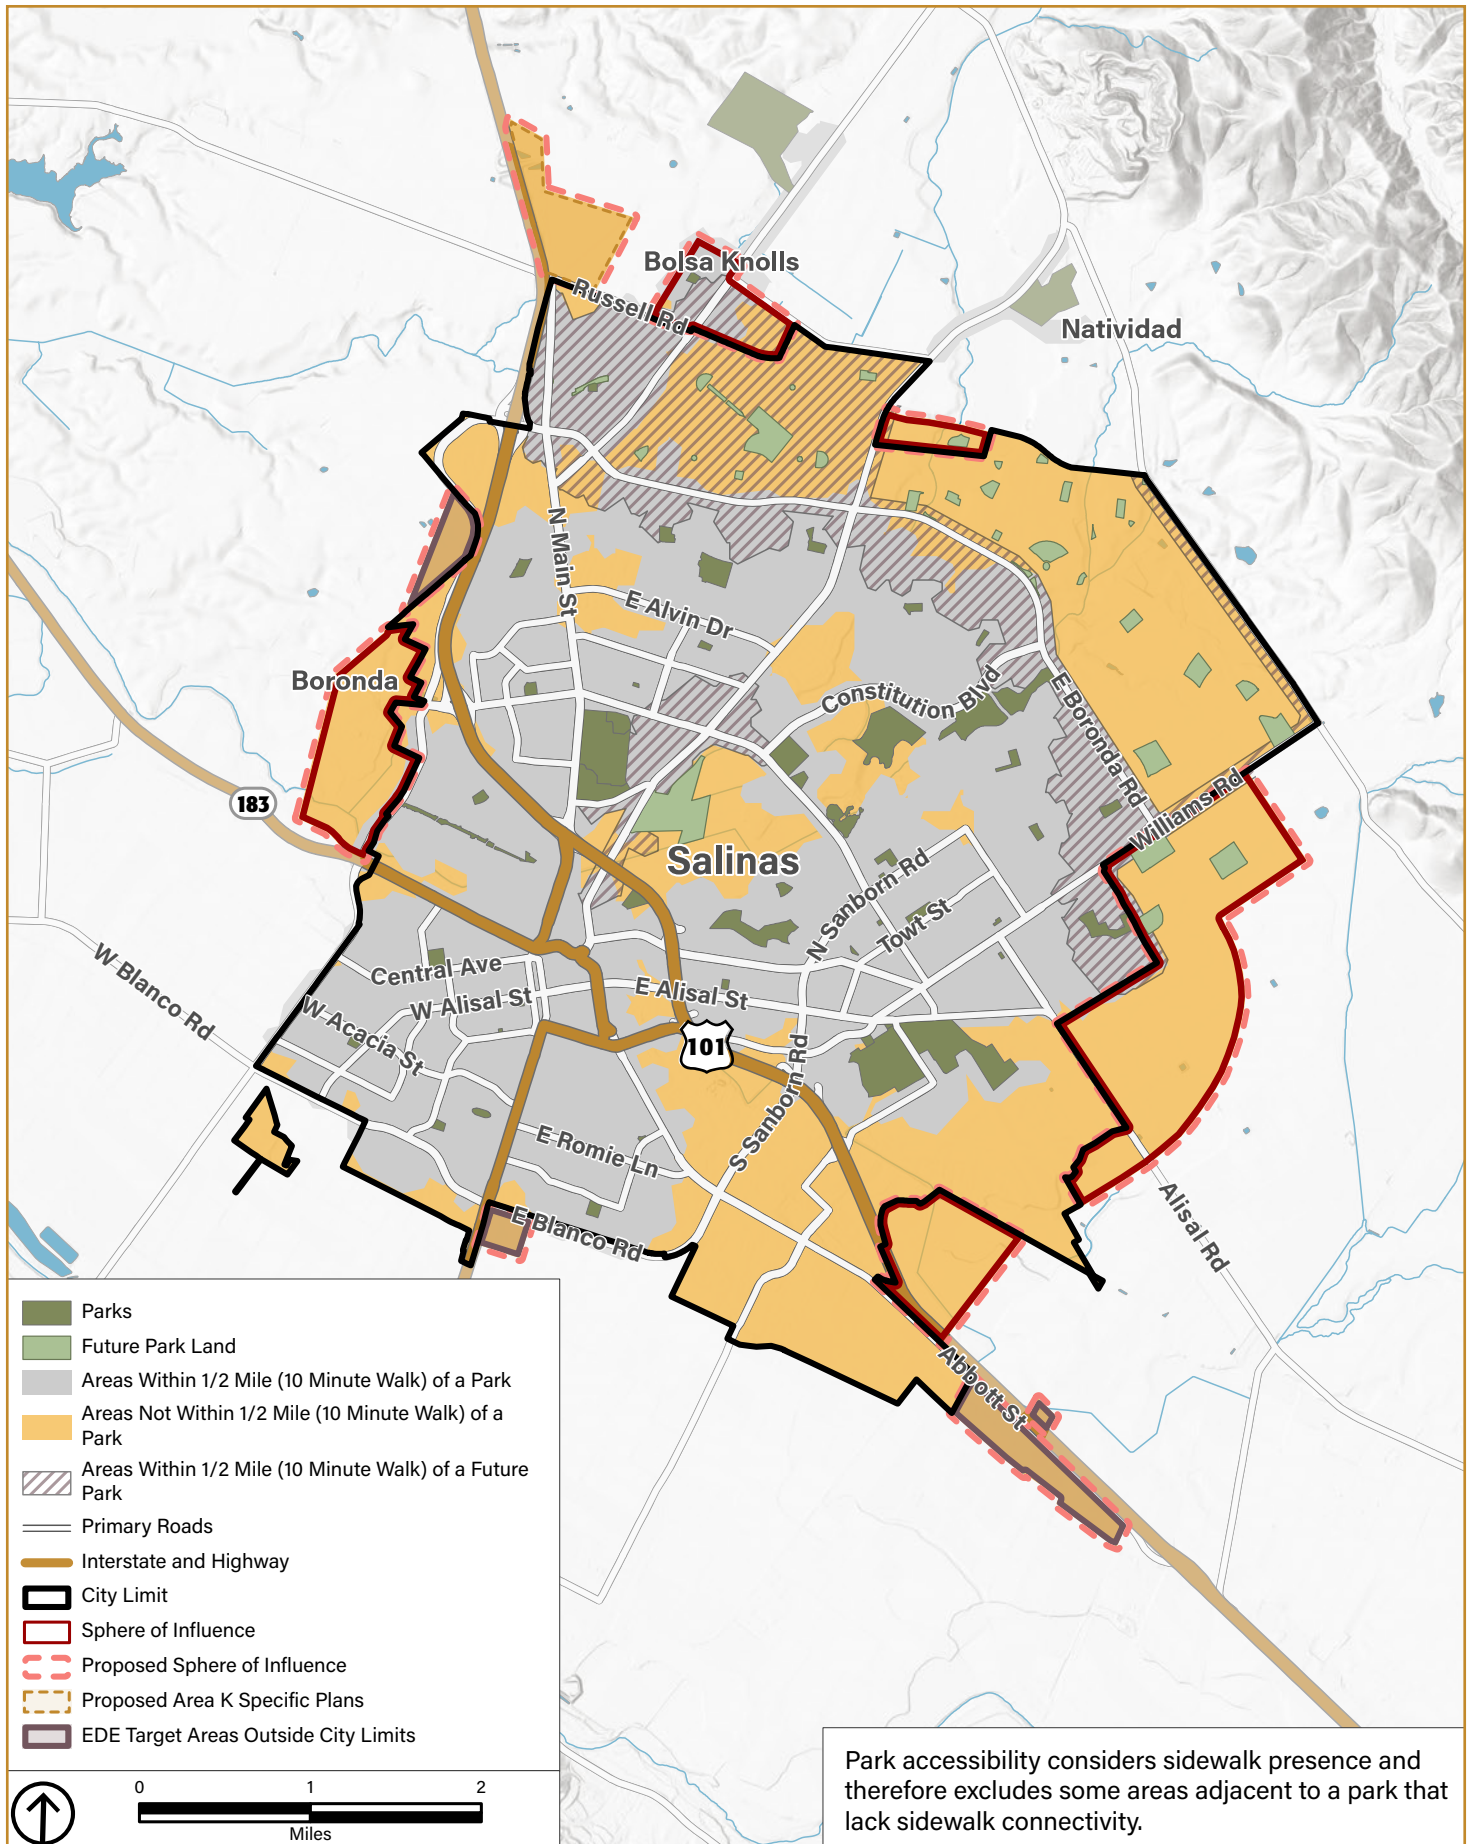 Bolsa Knolls
Russell Rd
Natividad
N Main St
E Alvin Dr
Boronda
Constitution Blvd
E Boronda Rd
183
Williams Rd
Salinas
N Sanborn Rd
Towt St
W Blanco Rd
Central Ave
W Alisal St
E Alisal St
W Acacia St
101
S Sanborn Rd
E Romie Ln
E Blanco Rd
Alisal Rd
Abbott St
Parks
Future Park Land
Areas Within 1/2 Mile (10 Minute Walk) of a Park
Areas Not Within 1/2 Mile (10 Minute Walk) of a
Park
Areas Within 1/2 Mile (10 Minute Walk) of a Future
Park
Primary Roads
Interstate and Highway
City Limit
Sphere of Influence
Proposed Sphere of Influence
Proposed Area K Specific Plans
EDE Target Areas Outside City Limits
0 1 2
Miles
Park accessibility considers sidewalk presence and
therefore excludes some areas adjacent to a park that
lack sidewalk connectivity.